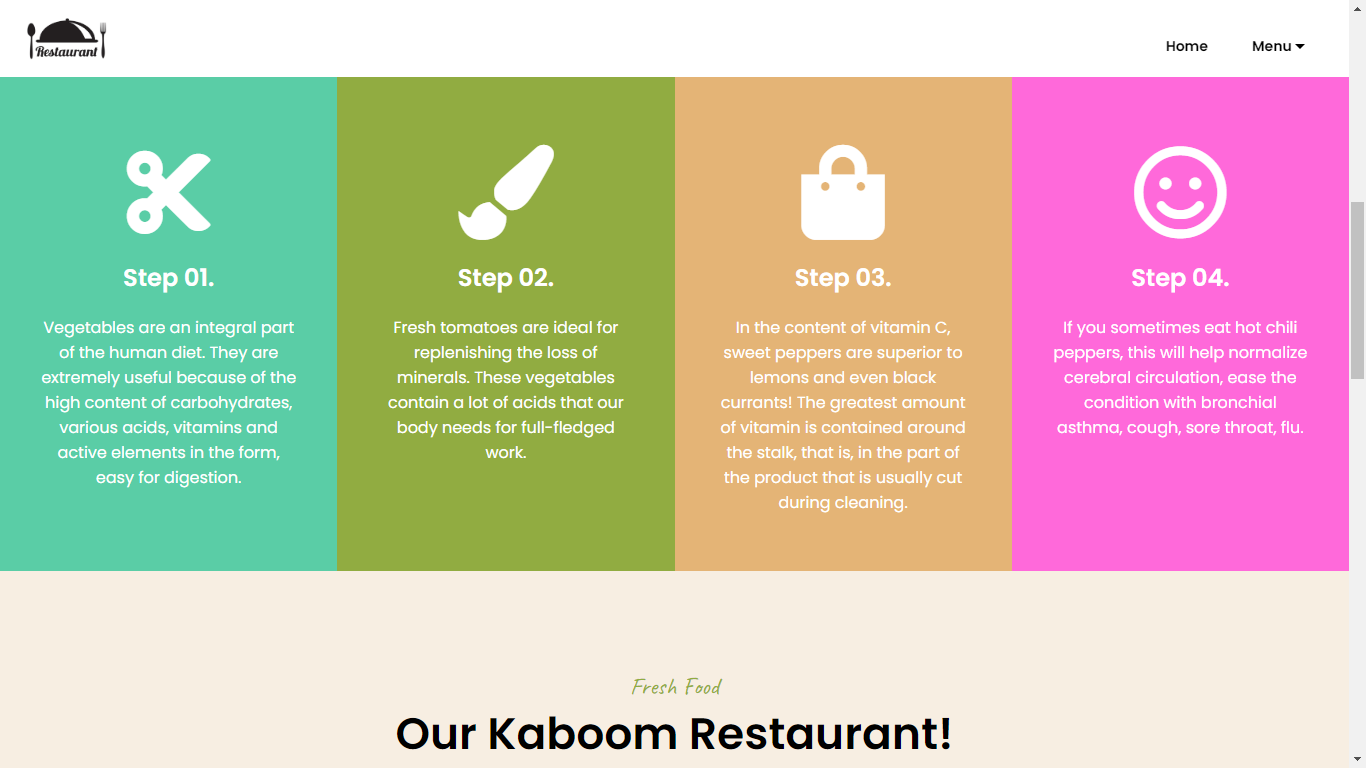 Restaurant
Home
Menu
Step 01.
Vegetables are an integral part
of the human diet. They are
extremely useful because of the
high content of carbohydrates,
various acids, vitamins and
active elements in the form,
easy for digestion.
Step 02.
Fresh tomatoes are ideal for
replenishing the loss of
minerals. These vegetables
contain a lot of acids that our
body needs for full-fledged
work.
Step 03.
In the content of vitamin C,
sweet peppers are superior to
lemons and even black
currants! The greatest amount
of vitamin is contained around
the stalk, that is, in the part of
the product that is usually cut
during cleaning.
Step 04.
If you sometimes eat hot chili
peppers, this will help normalize
cerebral circulation, ease the
condition with bronchial
asthma, cough, sore throat, flu.
Fresh Food
Our Kaboom Restaurant!